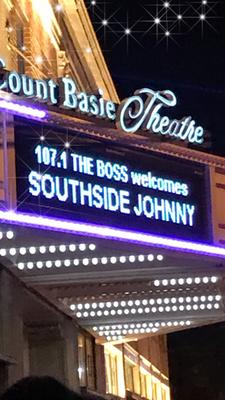 Count Basie Theatre
107.1 THE BOSS welcomes
SOUTHSIDE JOHNNY